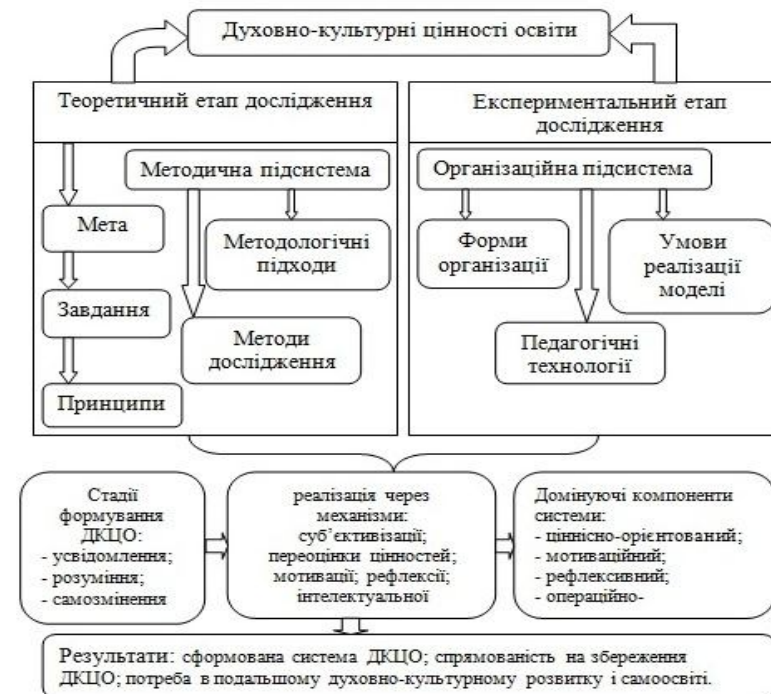 Духовно-культурні цінності освіти
Теоретичний етап дослідження
Методична підсистема
Мета
Методологічні
підходи
Завдання
Методи
дослідження
Принципи
Експериментальний етап
дослідження
Організаційна підсистема
Форми
організації
Умови
реалізації
моделі
Педагогічні
технології
Стадії
формування
ДКЦО:
- усвідомлення;
- розуміння;
- самозмінення
реалізація через
механізми:
суб’єктивізації;
переоцінки цінностей;
мотивації; рефлексії;
інтелектуальної
Домінуючі компоненти
системи:
- ціннісно-орієнтований;
- мотиваційний;
- рефлексивний;
- операційно-
Результати: сформована система ДКЦО; спрямованість на збереження
ДКЦО; потреба в подальшому духовно-культурному розвитку і самоосвіті.